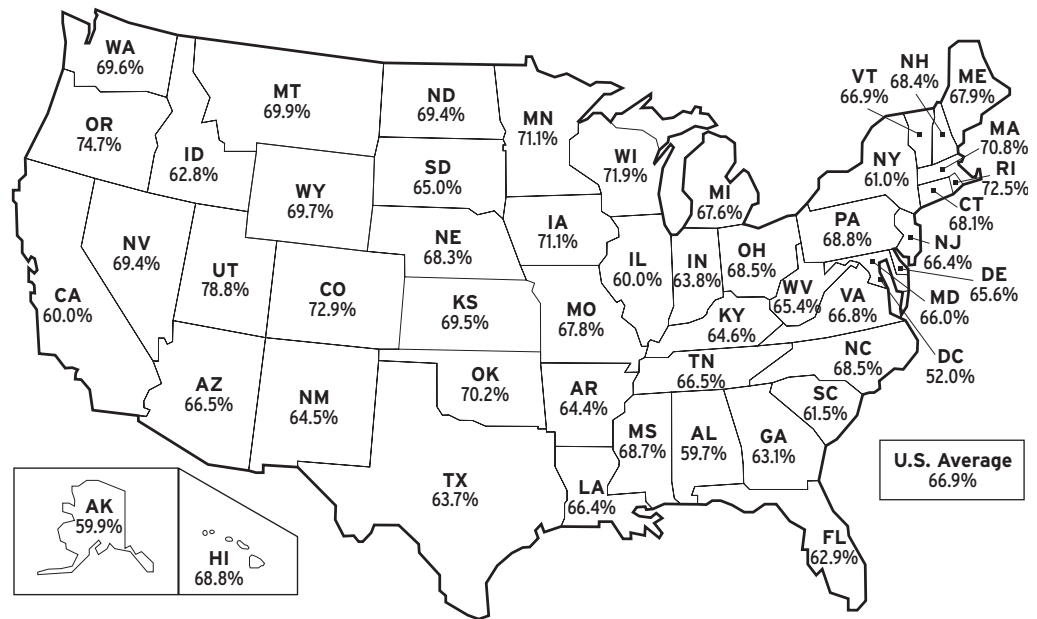 WA
69.6%
OR
74.7%
ID
62.8%
MT
69.9%
ND
69.4%
MN
71.1%
SD
65.0%
WY
69.7%
WI
71.9%
MI
67.6%
VT
66.9%
NH
68.4%
ME
67.9%
MA
70.8%
RI
72.5%
CT
68.1%
NY
61.0%
PA
68.8%
NJ
66.4%
DE
65.6%
MD
66.0%
DC
52.0%
NV
69.4%
UT
78.8%
CA
60.0%
CO
72.9%
NE
68.3%
IA
71.1%
IL
60.0%
IN
63.8%
OH
68.5%
WV
65.4%
VA
66.8%
KS
69.5%
MO
67.8%
KY
64.6%
NC
68.5%
TN
66.5%
SC
61.5%
AZ
66.5%
NM
64.5%
OK
70.2%
AR
64.4%
MS
68.7%
AL
59.7%
GA
63.1%
TX
63.7%
LA
66.4%
FL
62.9%
AK
59.9%
HI
68.8%
U.S. Average
66.9%